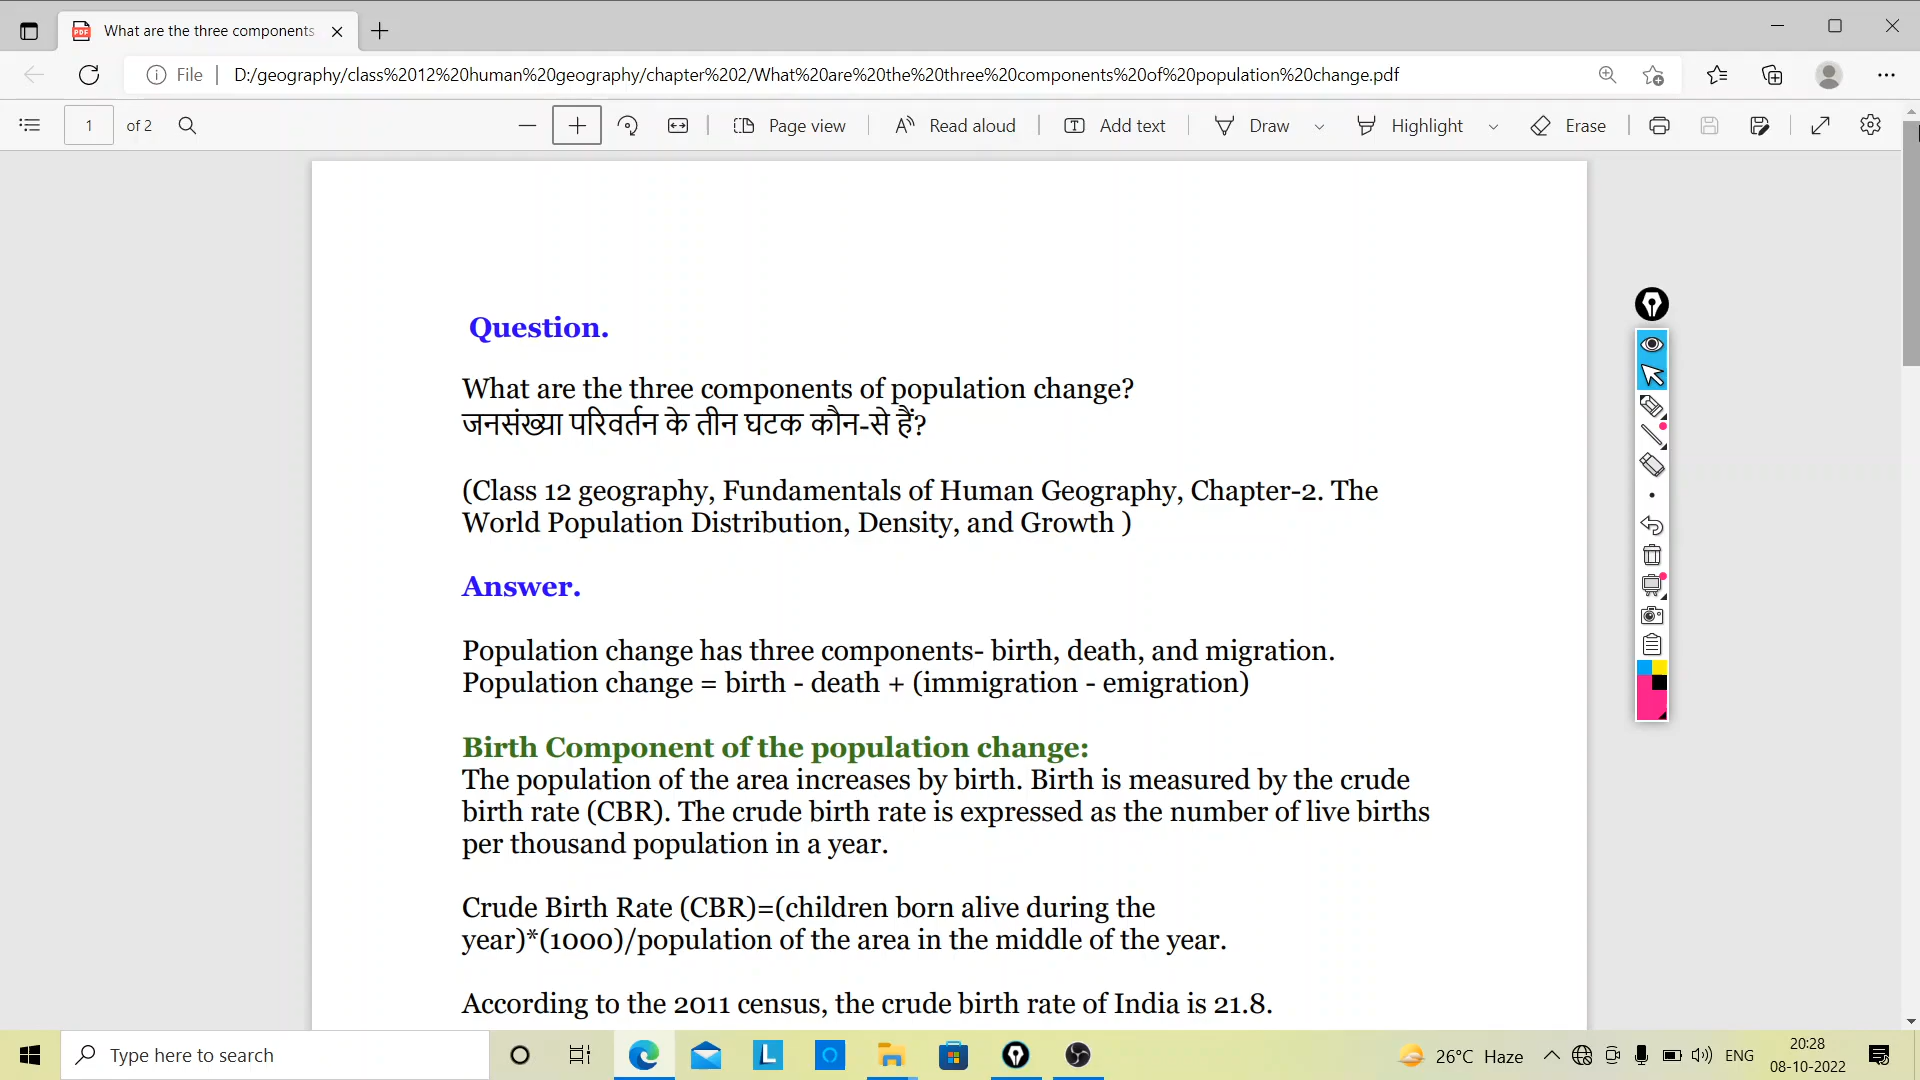 What are the three components
File
D:/geography/class%2012%20human%20geography/chapter%202/What%20are%20the%20three%20components%20of%20population%20change.pdf
1 of 2
Page view
Read aloud
Add text
Draw
Highlight
Erase
Question.
What are the three components of population change?
जनसंख्या परिवर्तन के तीन घटक कौन-से हैं?
(Class 12 geography, Fundamentals of Human Geography, Chapter-2. The
World Population Distribution, Density, and Growth )
Answer.
Population change has three components- birth, death, and migration.
Population change = birth - death + (immigration - emigration)
Birth Component of the population change:
The population of the area increases by birth. Birth is measured by the crude
birth rate (CBR). The crude birth rate is expressed as the number of live births
per thousand population in a year.
Crude Birth Rate (CBR)=(children born alive during the
year)*(1000)/population of the area in the middle of the year.
According to the 2011 census, the crude birth rate of India is 21.8.
Type here to search
26°C Haze
ENG
20:28
08-10-2022